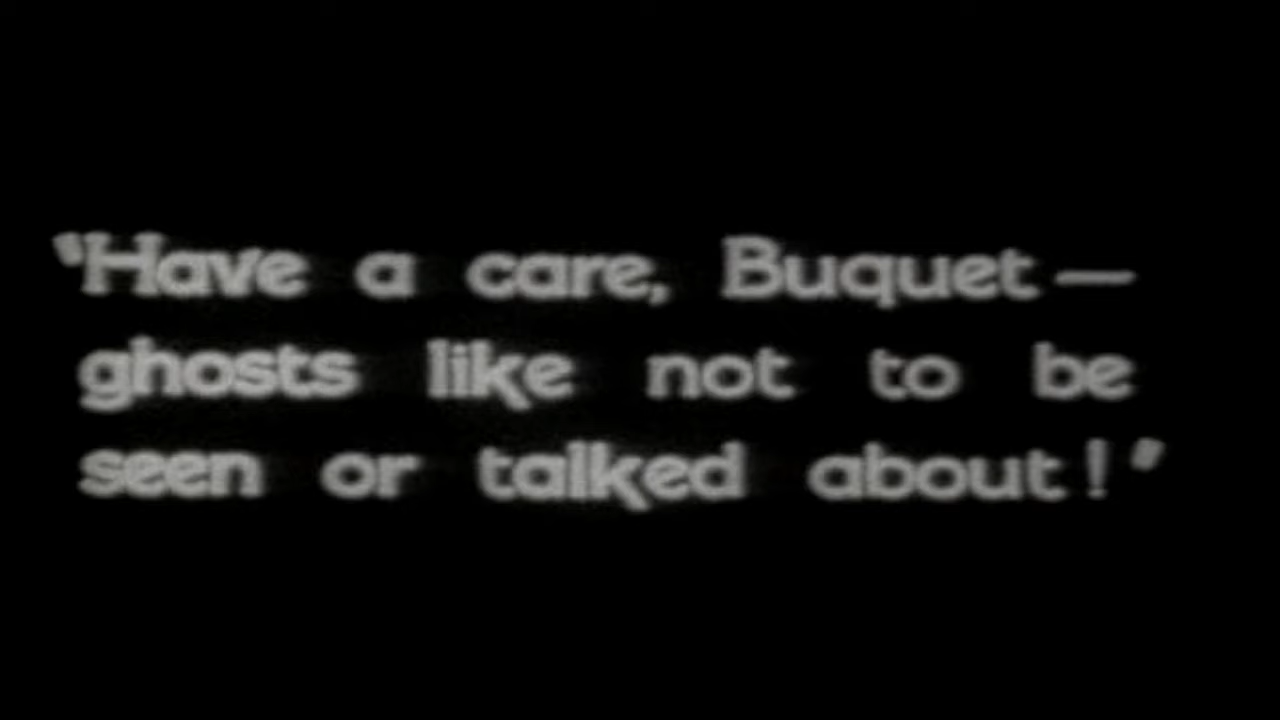 “Have a care, Buquet—
ghosts like not to be
seen or talked about!”